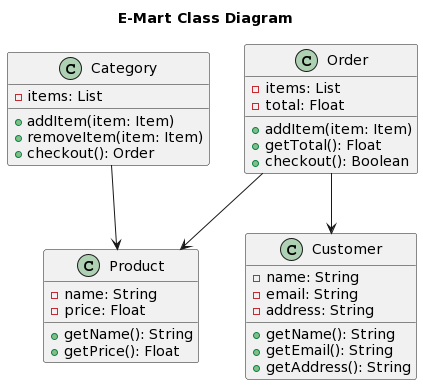 E-Mart Class Diagram
C Category
items: List
addItem(item: Item)
removeItem(item: Item)
checkout(): Order
C Order
items: List
total: Float
addItem(item: Item)
getTotal(): Float
checkout(): Boolean
C Product
name: String
price: Float
getName(): String
getPrice(): Float
C Customer
name: String
email: String
address: String
getName(): String
getEmail(): String
getAddress(): String